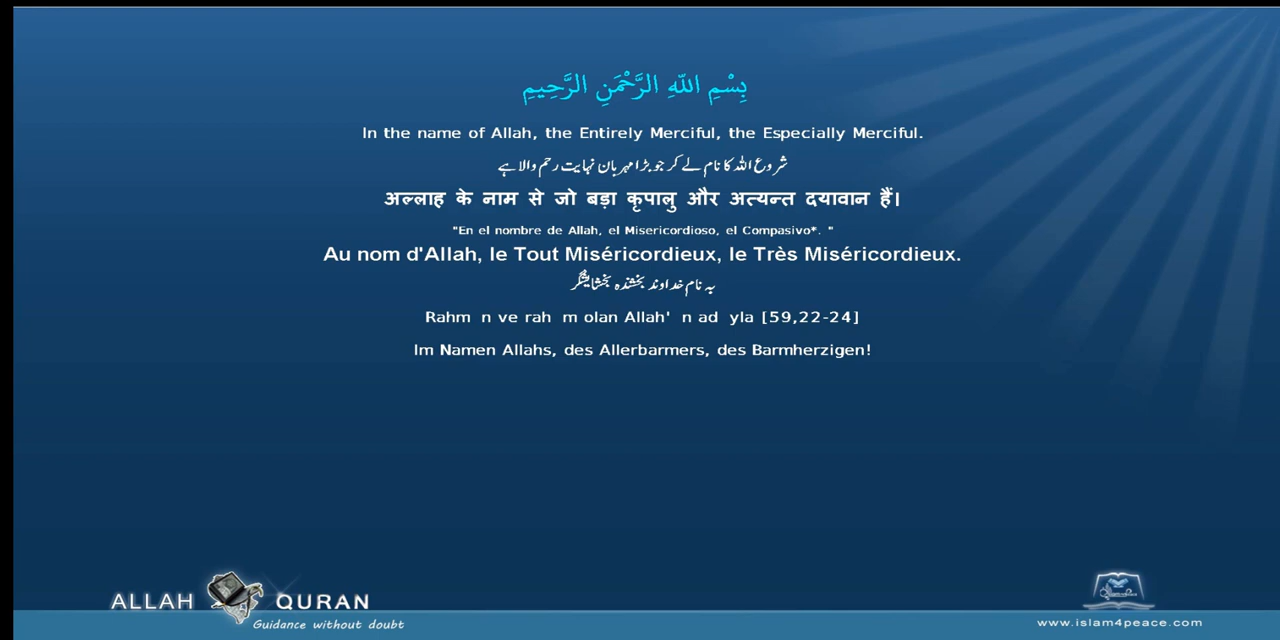 بِسْمِ اللّٰهِ الرَّحْمَنِ الرَّحِيمِ
In the name of Allah, the Entirely Merciful, the Especially Merciful.
شروع اللہ کا نام لے کر جو بڑا مہربان نہایت رحم والا ہے
अल्लाह के नाम से जो बड़ा कृपालु और अत्यन्त दयावान हैं।
"En el nombre de Allah, el Misericordioso, el Compasivo*. "
Au nom d'Allah, le Tout Miséricordieux, le Très Miséricordieux.
به نام خداوند بخشنده بخشایشگر
Rahm n ve rah m olan Allah' n ad yla [59,22-24]
Im Namen Allahs, des Allerbarmers, des Barmherzigen!
ALLAH QURAN
Guidance without doubt
www.islam4peace.com